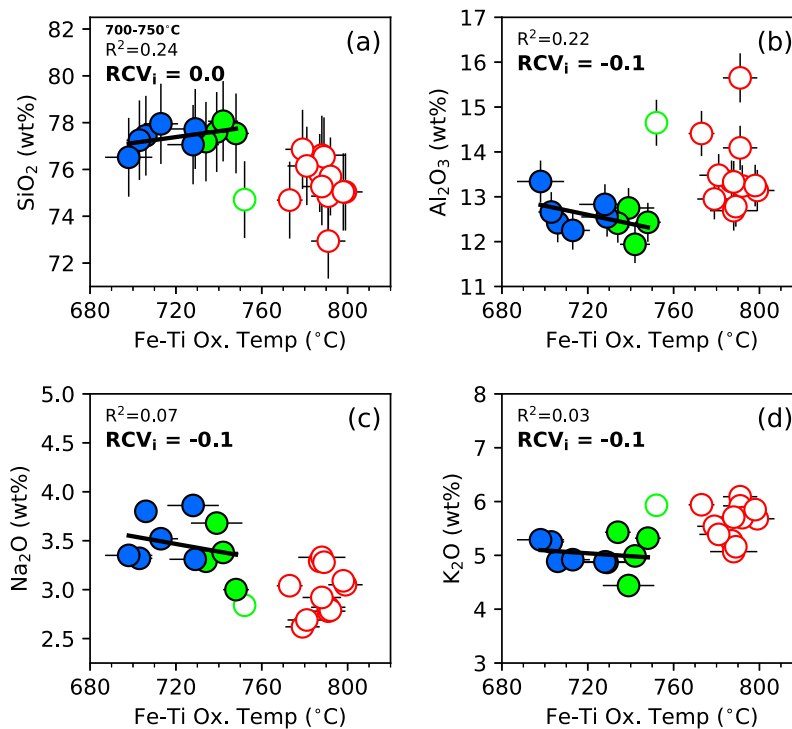 700-750°C
R²=0.24
RCVᵢ = 0.0
(a)
SiO₂ (wt%)
82
80
78
76
74
72
680 720 760 800
Fe-Ti Ox. Temp (°C)
R²=0.22
RCVᵢ = -0.1
(b)
Al₂O₃ (wt%)
17
16
15
14
13
12
11
680 720 760 800
Fe-Ti Ox. Temp (°C)
R²=0.07
RCVᵢ = -0.1
(c)
Na₂O (wt%)
5.0
4.5
4.0
3.5
3.0
2.5
680 720 760 800
Fe-Ti Ox. Temp (°C)
R²=0.03
RCVᵢ = -0.1
(d)
K₂O (wt%)
8
7
6
5
4
3
680 720 760 800
Fe-Ti Ox. Temp (°C)